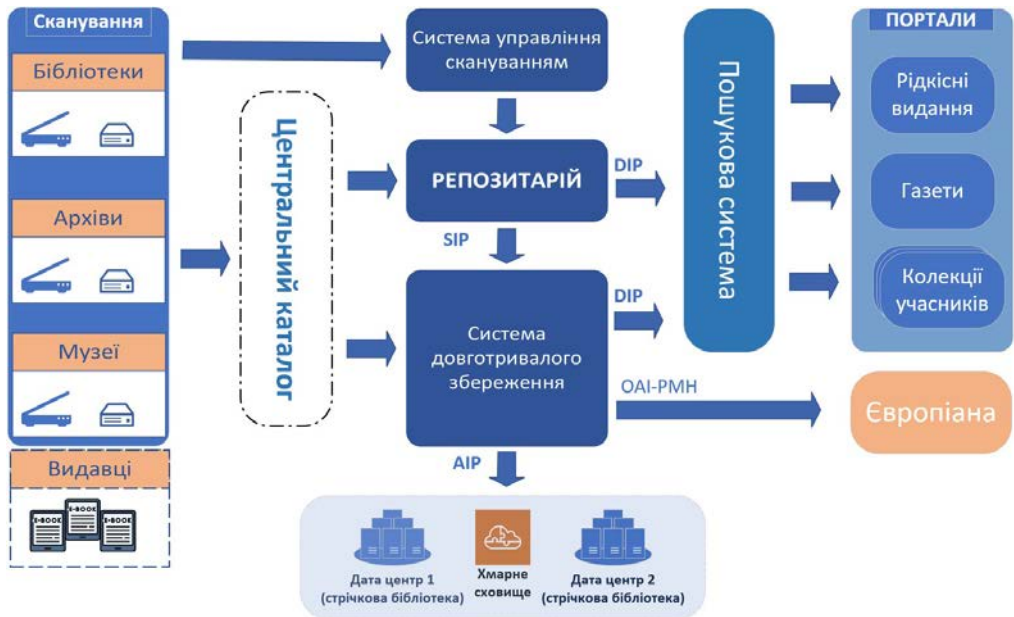 Сканування
Бібліотеки
Архіви
Музеї
Видавці
E-BOOK
E-BOOK
E-BOOK
Центральний каталог
Система управління
скануванням
РЕПОЗИТАРІЙ
SIP
DIP
Система
довготривалого
збереження
DIP
OAI-PMH
AIP
Пошукова система
ПОРТАЛИ
Рідкісні
видання
Газети
Колекції
учасників
Європіана
Дата центр 1
(стрічкова бібліотека)
Хмарне
сховище
Дата центр 2
(стрічкова бібліотека)